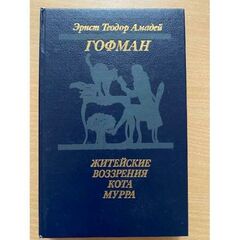 Эрнст Теодор Амадей
ГОФМАН
ЖИТЕЙСКИЕ
ВОЗЗРЕНИЯ
КОТА
МУРРА